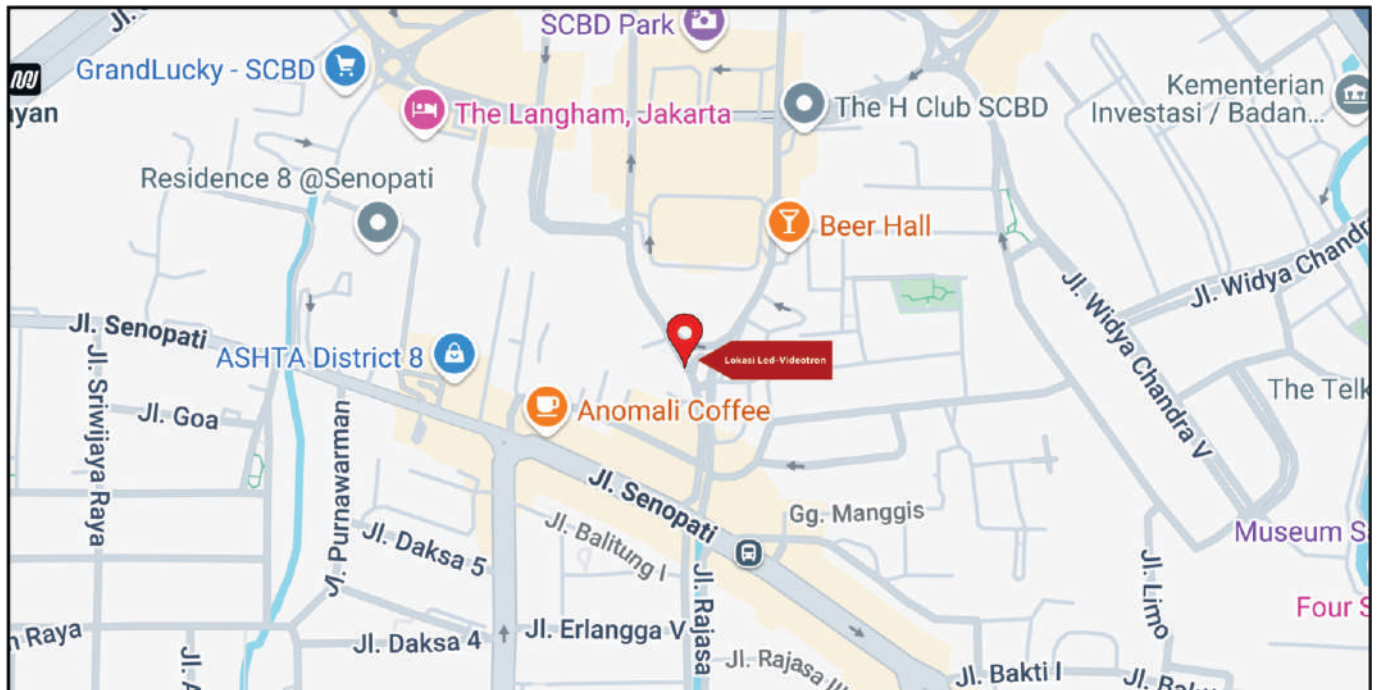 Jl.
SCBD Park
GrandLucky - SCBD
yan
The Langham, Jakarta
The H Club SCBD
Kementerian
Investasi / Badan...
Residence 8 @Senopati
Beer Hall
Jl. Widya Chandra V
Jl. Widya Chandr
Jl. Senopati
Jl. Sriwijaya Raya
ASHTA District 8
Lokasi Led-Videotron
The Telk
Jl. Goa
Anomali Coffee
Jl. Purnawarman
Jl. Senopati
Gg. Manggis
Jl. Daksa 5
Jl. Balitung I
Museum S
Jl. Rajasa
Jl. Limo
Four S
Raya
Jl. Daksa 4
Jl. Erlangga V
Jl. Rajasa III
Jl. Bakti I
Jl.
Jl.